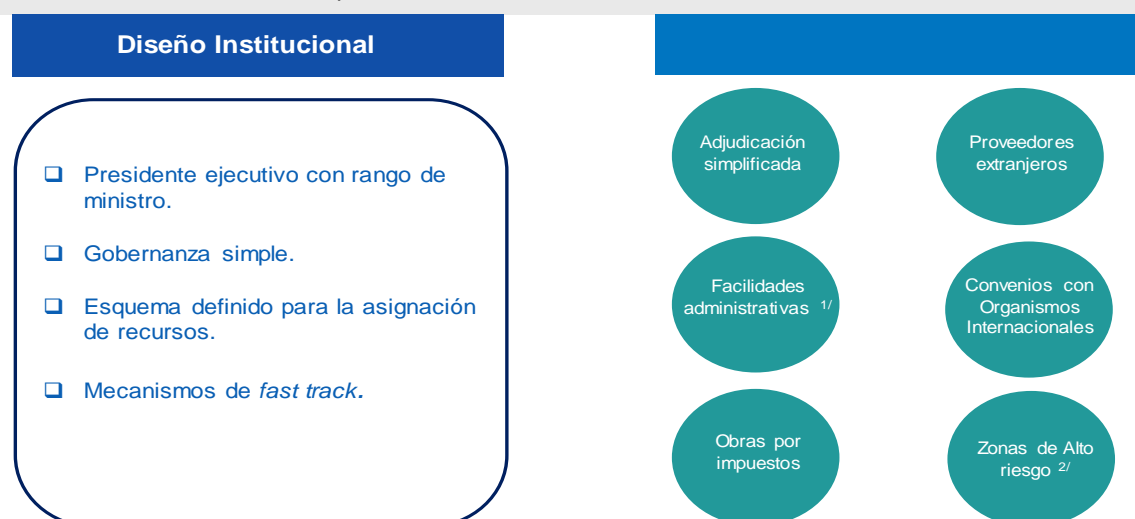 Diseño Institucional
❑ Presidente ejecutivo con rango de
ministro.
❑ Gobernanza simple.
❑ Esquema definido para la asignación
de recursos.
❑ Mecanismos de fast track.
Adjudicación
simplificada
Proveedores
extranjeros
Facilidades
administrativas 1/
Convenios con
Organismos
Internacionales
Obras por
impuestos
Zonas de Alto
riesgo 2/